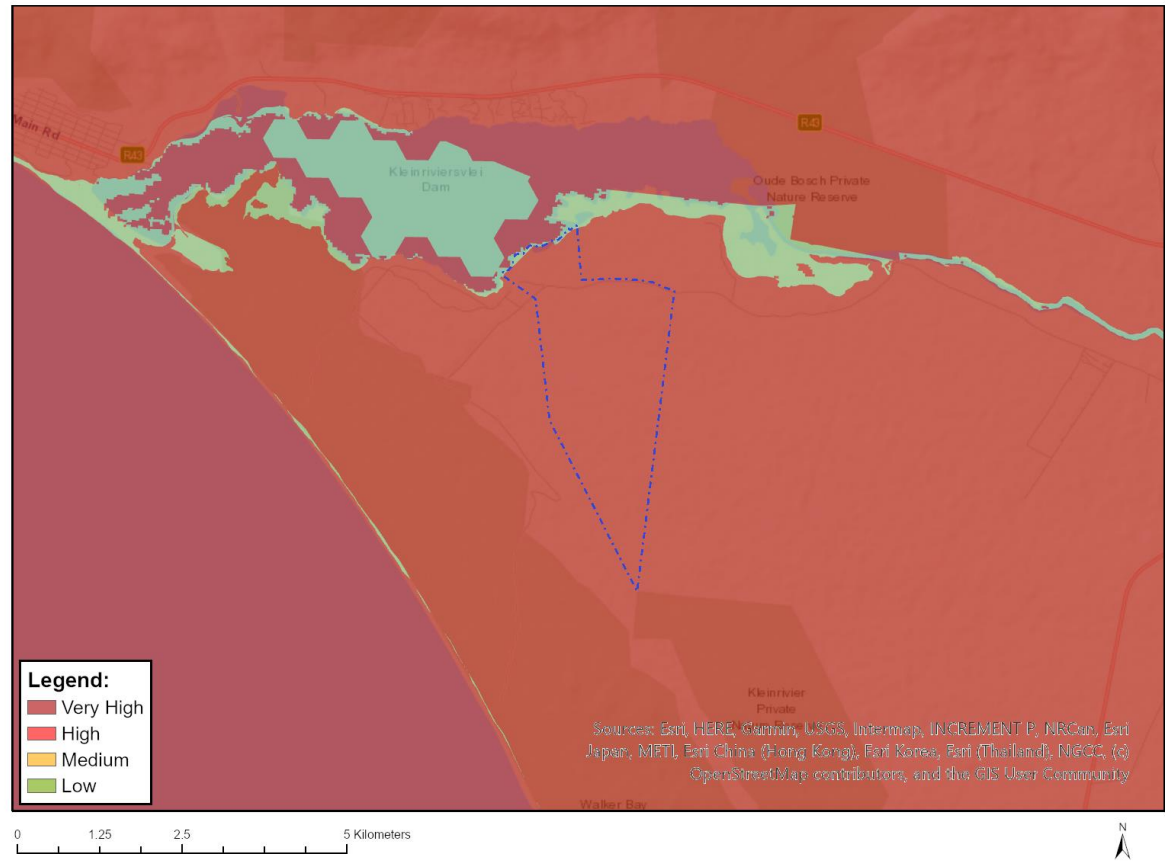 Main Rd
R43
R43
Kleinriviersvlei
Dam
Oude Bosch Private
Nature Reserve
Kleinrivier
Private
Sources: Esri, HERE, Garmin, USGS, Intermap, INCREMENT P, NRCan, Esri
Japan, METI, Esri China (Hong Kong), Esri Korea, Esri (Thailand), NGCC, (c)
OpenStreetMap contributors, and the GIS User Community
Walker Bay
Legend:
Very High
High
Medium
Low
0 1.25 2.5 5 Kilometers
N